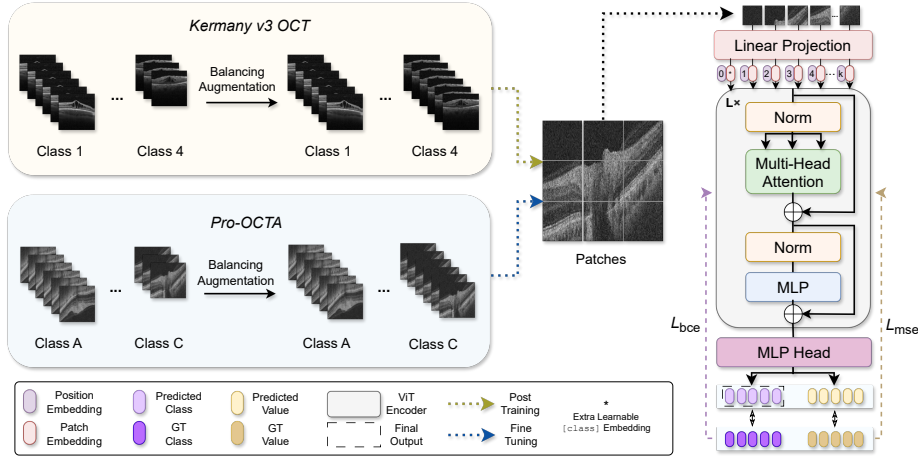 Kermany v3 OCT
Balancing
Augmentation
...
...
Class 1
Class 4
Class 1
Class 4
Pro-OCTA
Balancing
Augmentation
...
...
Class A
Class C
Class A
Class C
Patches
...
Linear Projection
0 * 1 2 3 4 ... k
L×
Norm
Multi-Head
Attention
Norm
MLP
MLP Head
L bce
L mse
Position
Embedding
Patch
Embedding
Predicted
Class
GT
Class
Predicted
Value
GT
Value
ViT
Encoder
Final
Output
Post
Training
Fine
Tuning
*
Extra Learnable
[class] Embedding